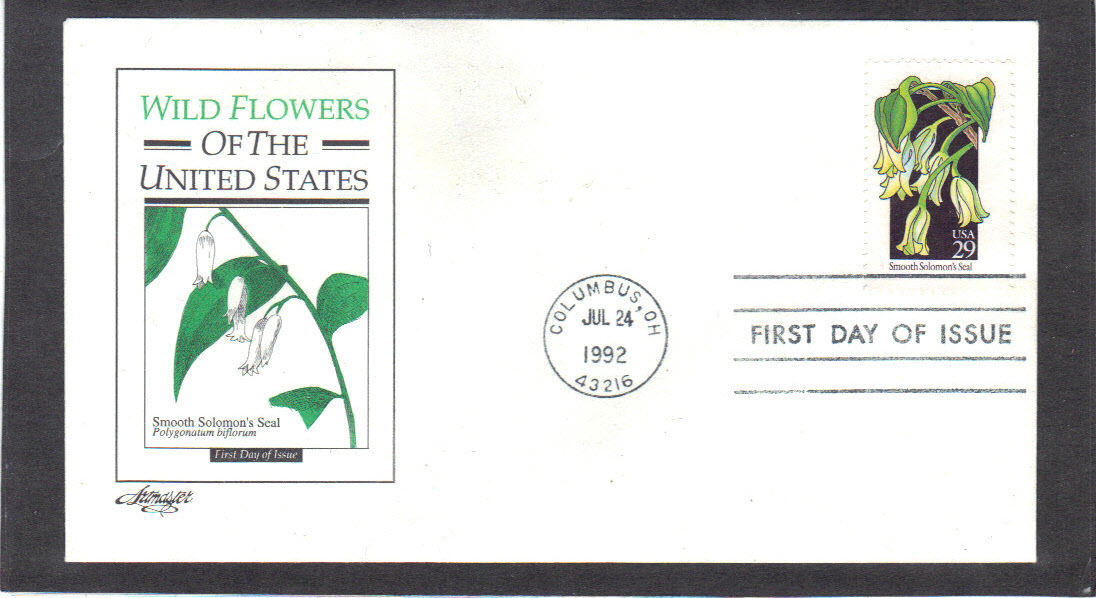 WILD FLOWERS
OF THE
UNITED STATES
Smooth Solomon's Seal
Polygonatum biflorum
First Day of Issue
Artmaster
USA
29
Smooth Solomon's Seal
COLUMBUS, OH
JUL 24
1992
43216
FIRST DAY OF ISSUE